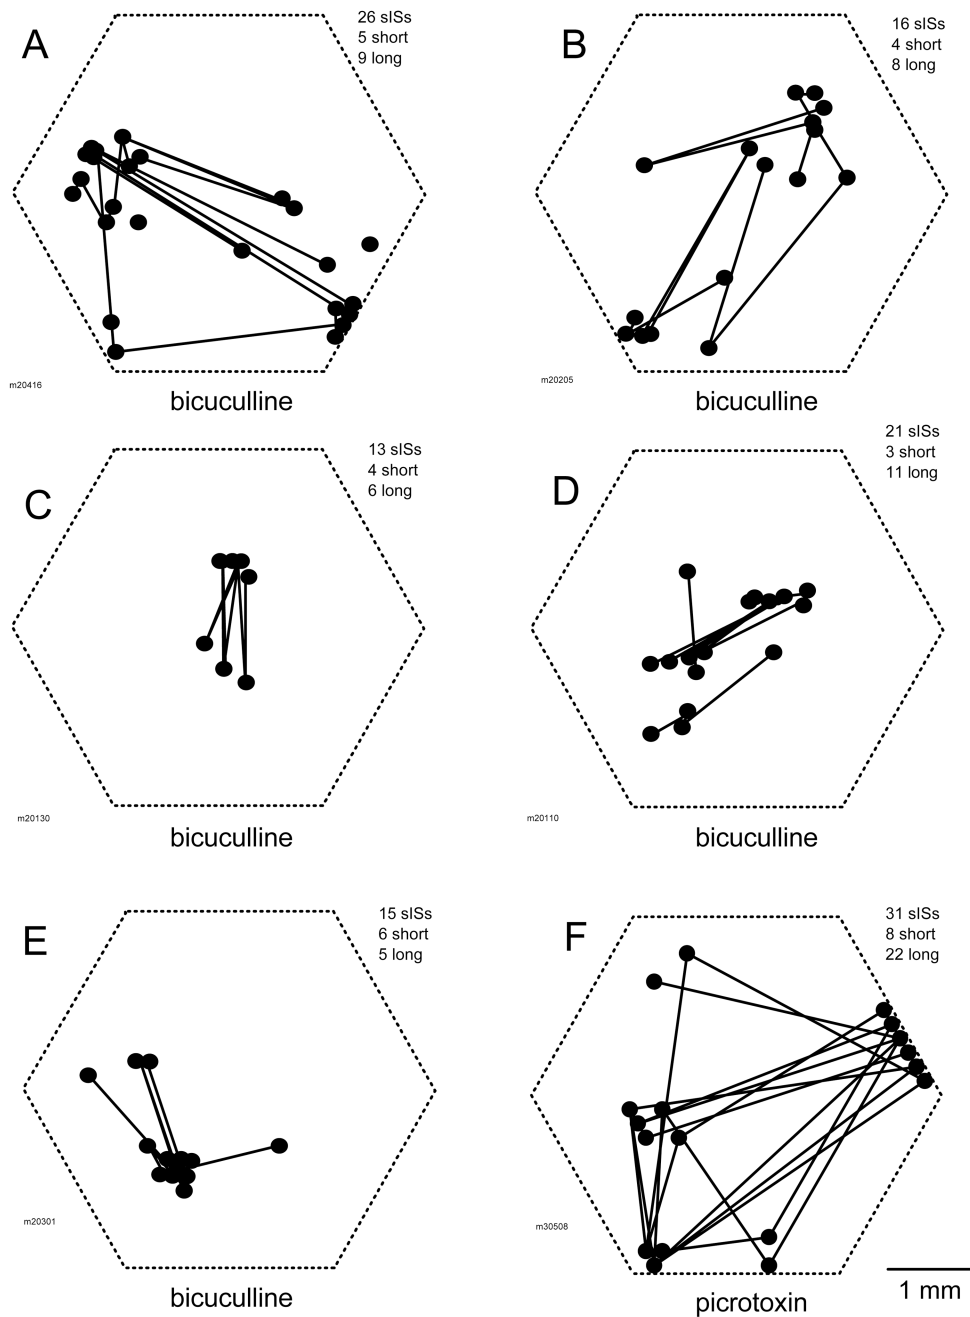 A
26 sISs
5 short
9 long
m20416
bicuculline
B
16 sISs
4 short
8 long
m20205
bicuculline
C
13 sISs
4 short
6 long
m20130
bicuculline
D
21 sISs
3 short
11 long
m20110
bicuculline
E
15 sISs
6 short
5 long
m20301
bicuculline
F
31 sISs
8 short
22 long
m30508
picrotoxin
1 mm